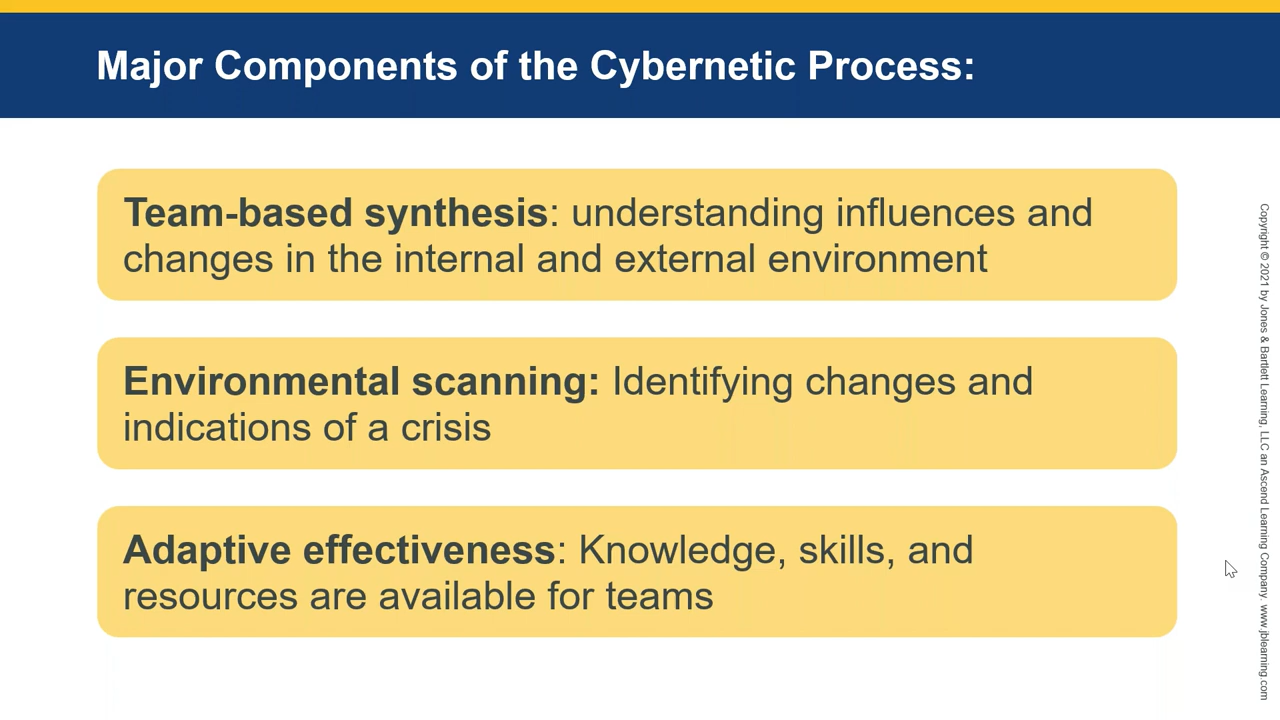 Major Components of the Cybernetic Process:
Team-based synthesis: understanding influences and
changes in the internal and external environment
Environmental scanning: Identifying changes and
indications of a crisis
Adaptive effectiveness: Knowledge, skills, and
resources are available for teams
Copyright © 2021 by Jones & Bartlett Learning, LLC an Ascend Learning Company. www.jblearning.com